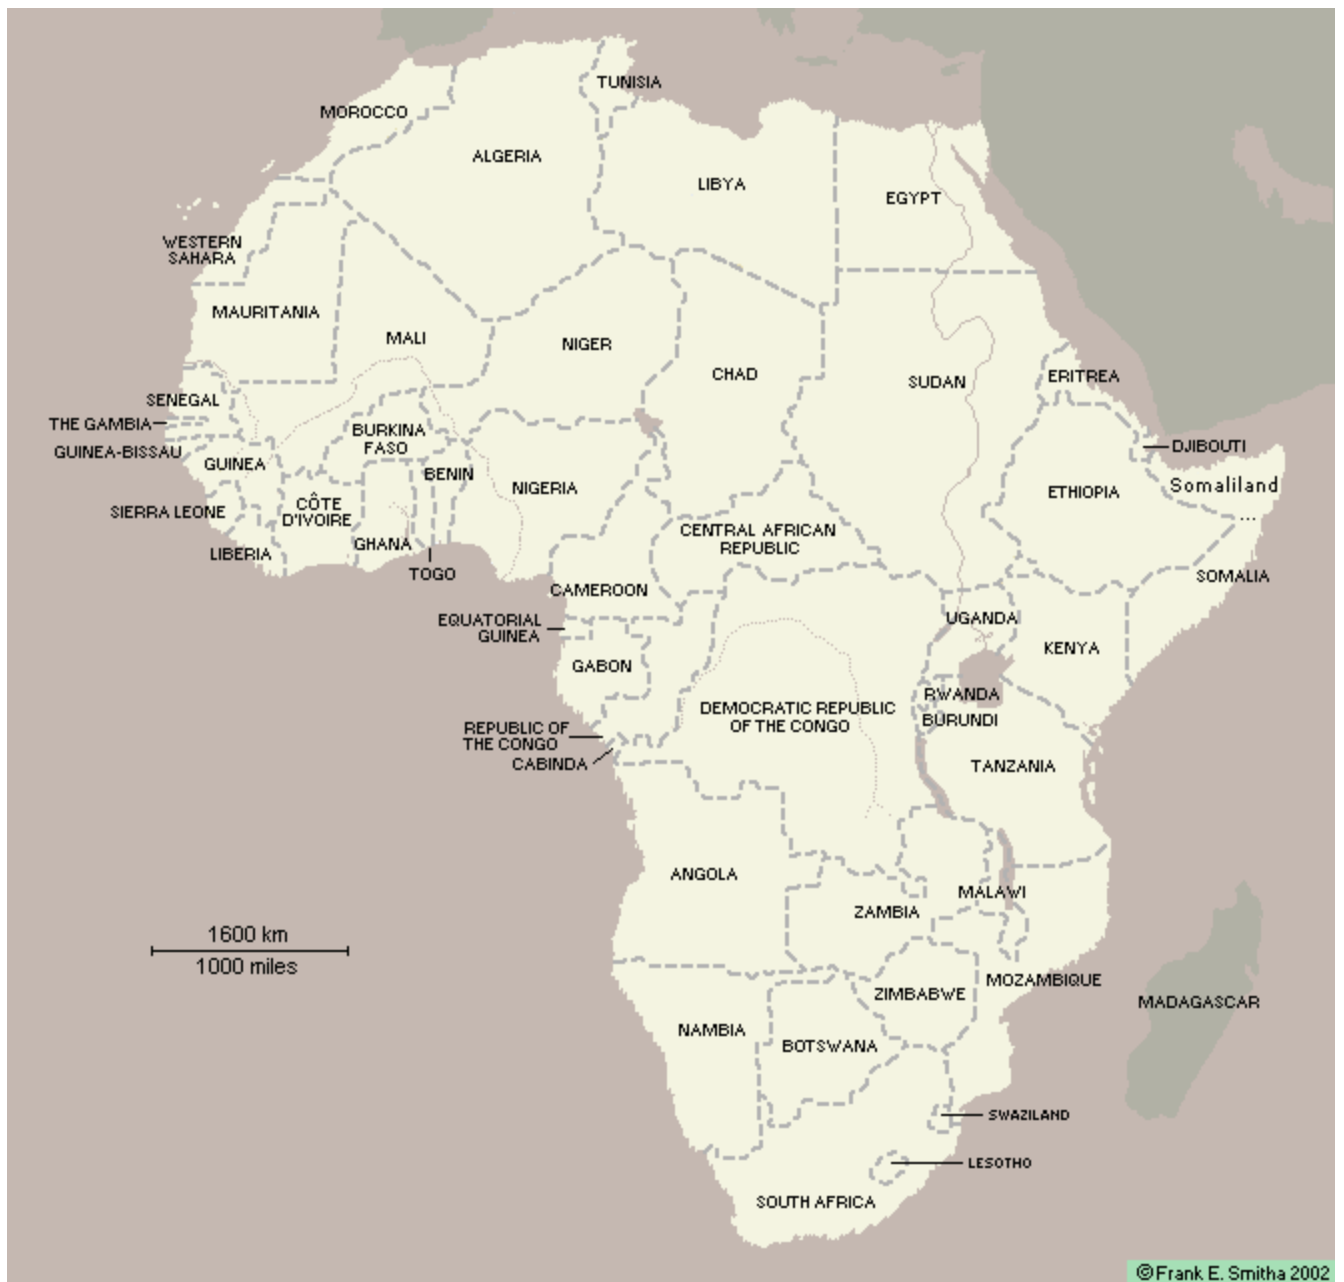 TUNISIA
MOROCCO
ALGERIA
LIBYA
EGYPT
WESTERN
SAHARA
MAURITANIA
MALI
NIGER
CHAD
SUDAN
ERITREA
SENEGAL
THE GAMBIA
GUINEA-BISSAU
GUINEA
BURKINA
FASO
BENIN
NIGERIA
DJIBOUTI
Somaliland
...
ETHIOPIA
SIERRA LEONE
CÔTE
D'IVOIRE
LIBERIA
GHANA
TOGO
CENTRAL AFRICAN
REPUBLIC
SOMALIA
CAMEROON
EQUATORIAL
GUINEA
UGANDA
KENYA
GABON
RWANDA
BURUNDI
DEMOCRATIC REPUBLIC
OF THE CONGO
REPUBLIC OF
THE CONGO
CABINDA
TANZANIA
ANGOLA
MALAWI
ZAMBIA
1600 km
1000 miles
MOZAMBIQUE
ZIMBABWE
MADAGASCAR
NAMBIA
BOTSWANA
SWAZILAND
LESOTHO
SOUTH AFRICA
©Frank E. Smitha 2002